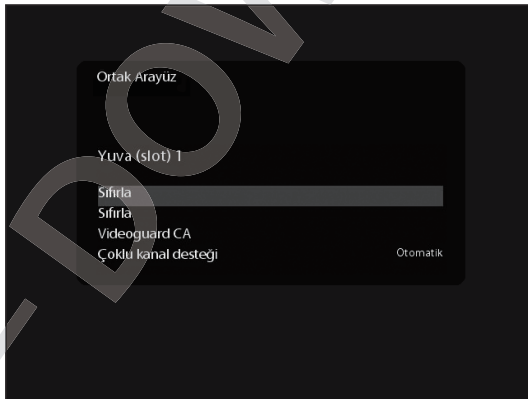 Ortak Arayüz
Yuva (slot) 1
Sıfırla
Sıfırla
Videoguard CA
Çoklu kanal desteği Otomatik